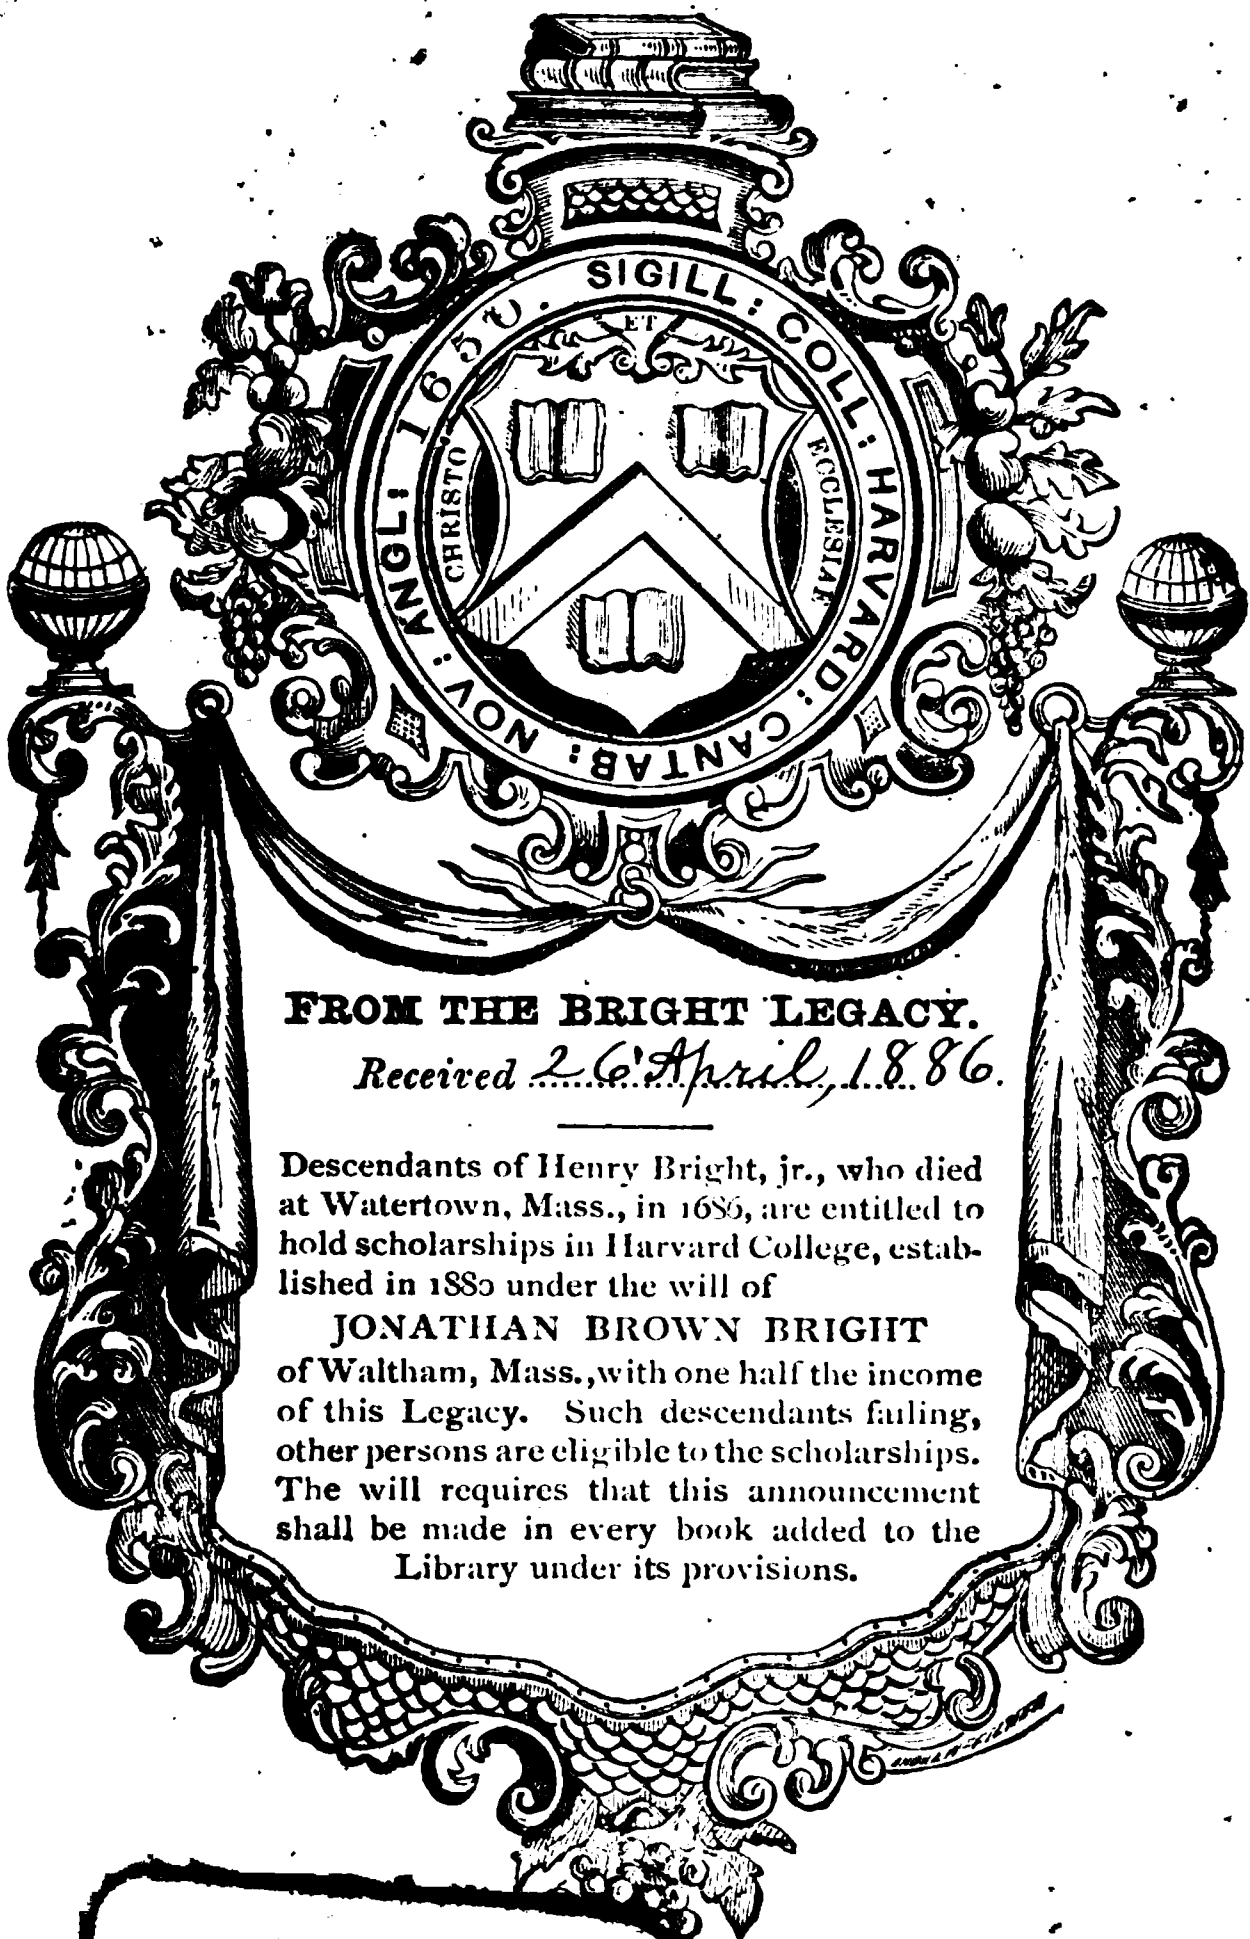 SIGILL: COLL: HARVARD: CANTAB: NOV: ANGL: 1650.
CHRISTO ET ECCLESIAE
FROM THE BRIGHT LEGACY.
Received 26 April, 1886.
Descendants of Henry Bright, jr., who died
at Watertown, Mass., in 1686, are entitled to
hold scholarships in Harvard College, estab-
lished in 1880 under the will of
JONATHAN BROWN BRIGHT
of Waltham, Mass., with one half the income
of this Legacy. Such descendants failing,
other persons are eligible to the scholarships.
The will requires that this announcement
shall be made in every book added to the
Library under its provisions.